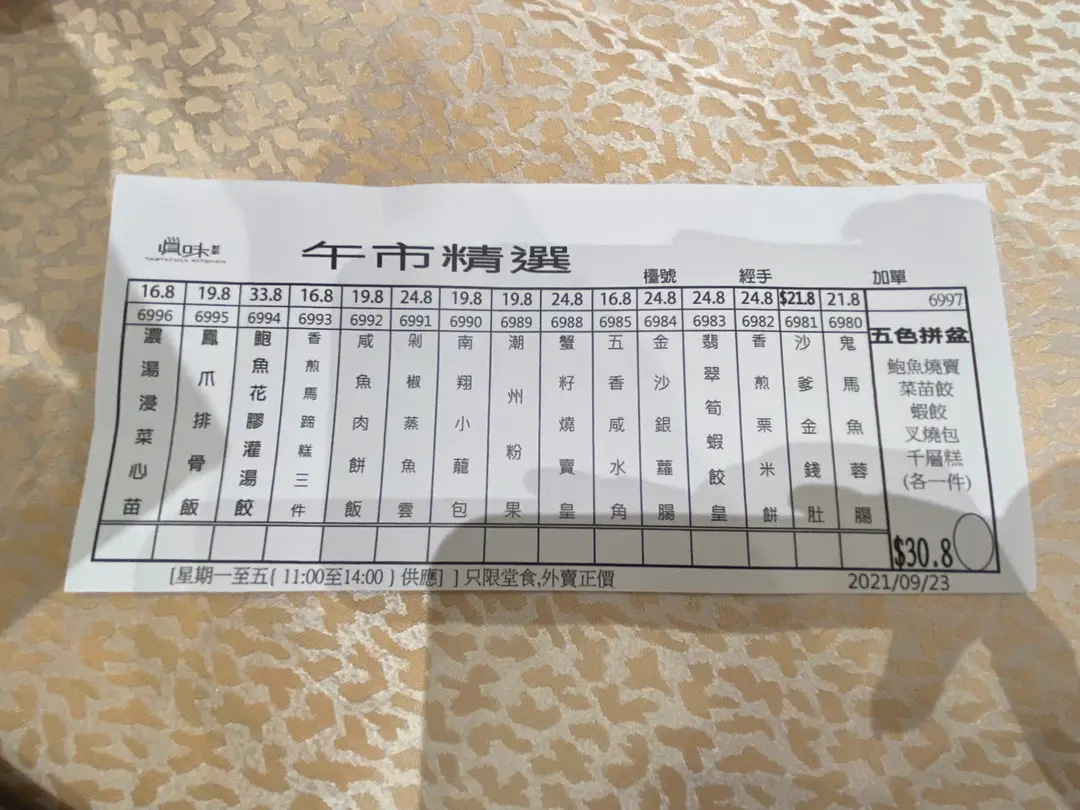 真味
TASTEFULL KITCHEN
午市精選
檯號
經手
加單
16.8 19.8 33.8 16.8 19.8 24.8 19.8 19.8 24.8 16.8 24.8 24.8 24.8 $21.8 21.8
6997
6996 6995 6994 6993 6992 6991 6990 6989 6988 6985 6984 6983 6982 6981 6980
濃湯浸菜心苗
鳳爪排骨飯
鮑魚花膠灌湯餃
香煎馬蹄糕三件
咸魚肉餅飯
剁椒蒸魚雲
南翔小蘢包
潮州粉果
蟹籽燒賣皇
五香咸水角
金沙銀蘿腸
翡翠筍蝦餃皇
香煎栗米餅
沙爹金錢肚
鬼馬魚蓉腸
五色拼盆
鮑魚燒賣
菜苗餃
蝦餃
叉燒包
千層糕
(各一件)
$30.8
[星期一至五[ 11:00至14:00 ] 供應] ] 只限堂食,外賣正價
2021/09/23